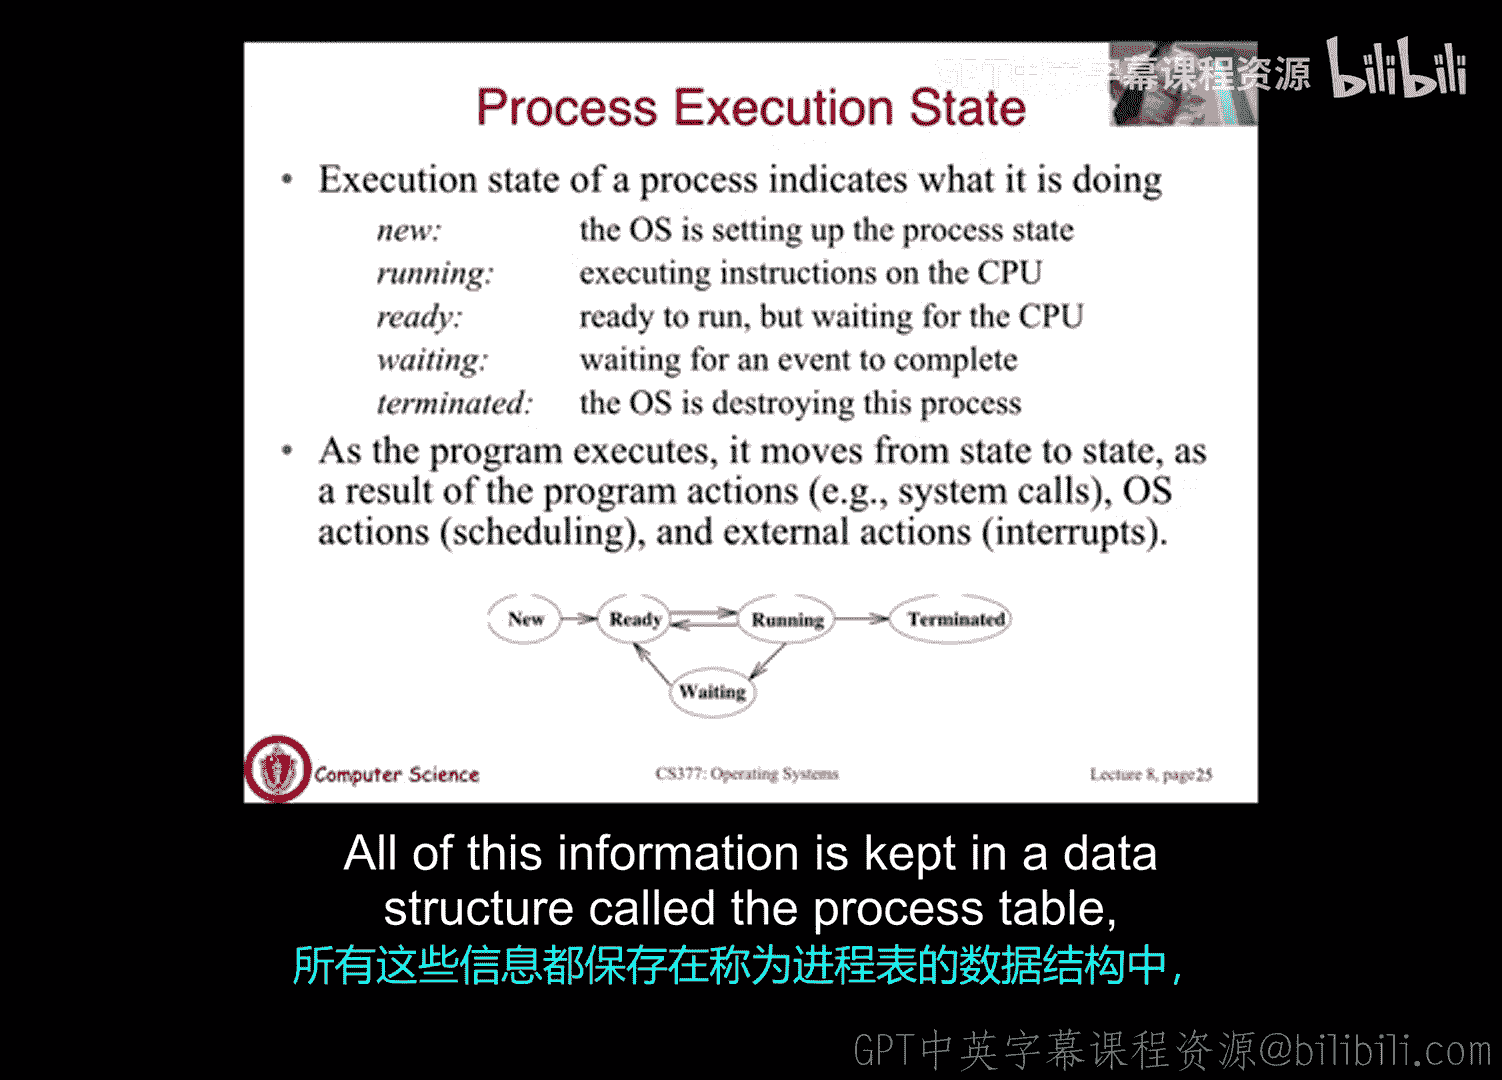 字幕课程资源 bilibili
Process Execution State
• Execution state of a process indicates what it is doing
new: the OS is setting up the process state
running: executing instructions on the CPU
ready: ready to run, but waiting for the CPU
waiting: waiting for an event to complete
terminated: the OS is destroying this process
• As the program executes, it moves from state to state, as
a result of the program actions (e.g., system calls), OS
actions (scheduling), and external actions (interrupts).
New Ready Running Terminated
Waiting
Computer Science CS377: Operating Systems Lecture 8, page25
All of this information is kept in a data
structure called the process table,
所有这些信息都保存在称为进程表的数据结构中，
GPT中英字幕课程资源@bilibili.com